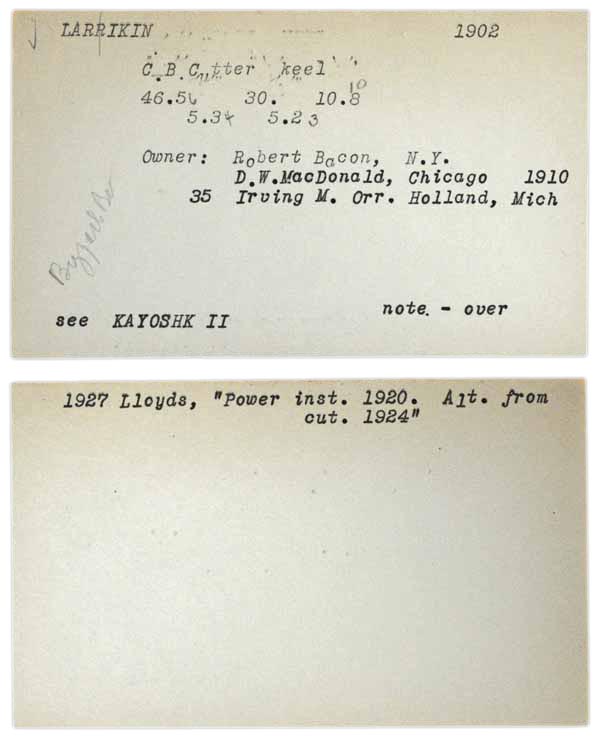 LARRIKIN 1902
C.B.Cutter keel
46.5 30. 10.8 10
5.3 5.2 3
Owner: Robert Bacon, N.Y.
D.W.MacDonald, Chicago 1910
35 Irving M. Orr. Holland, Mich
note. - over
see KAYOSHK II
1927 Lloyds, "Power inst. 1920. Alt. from
cut. 1924"